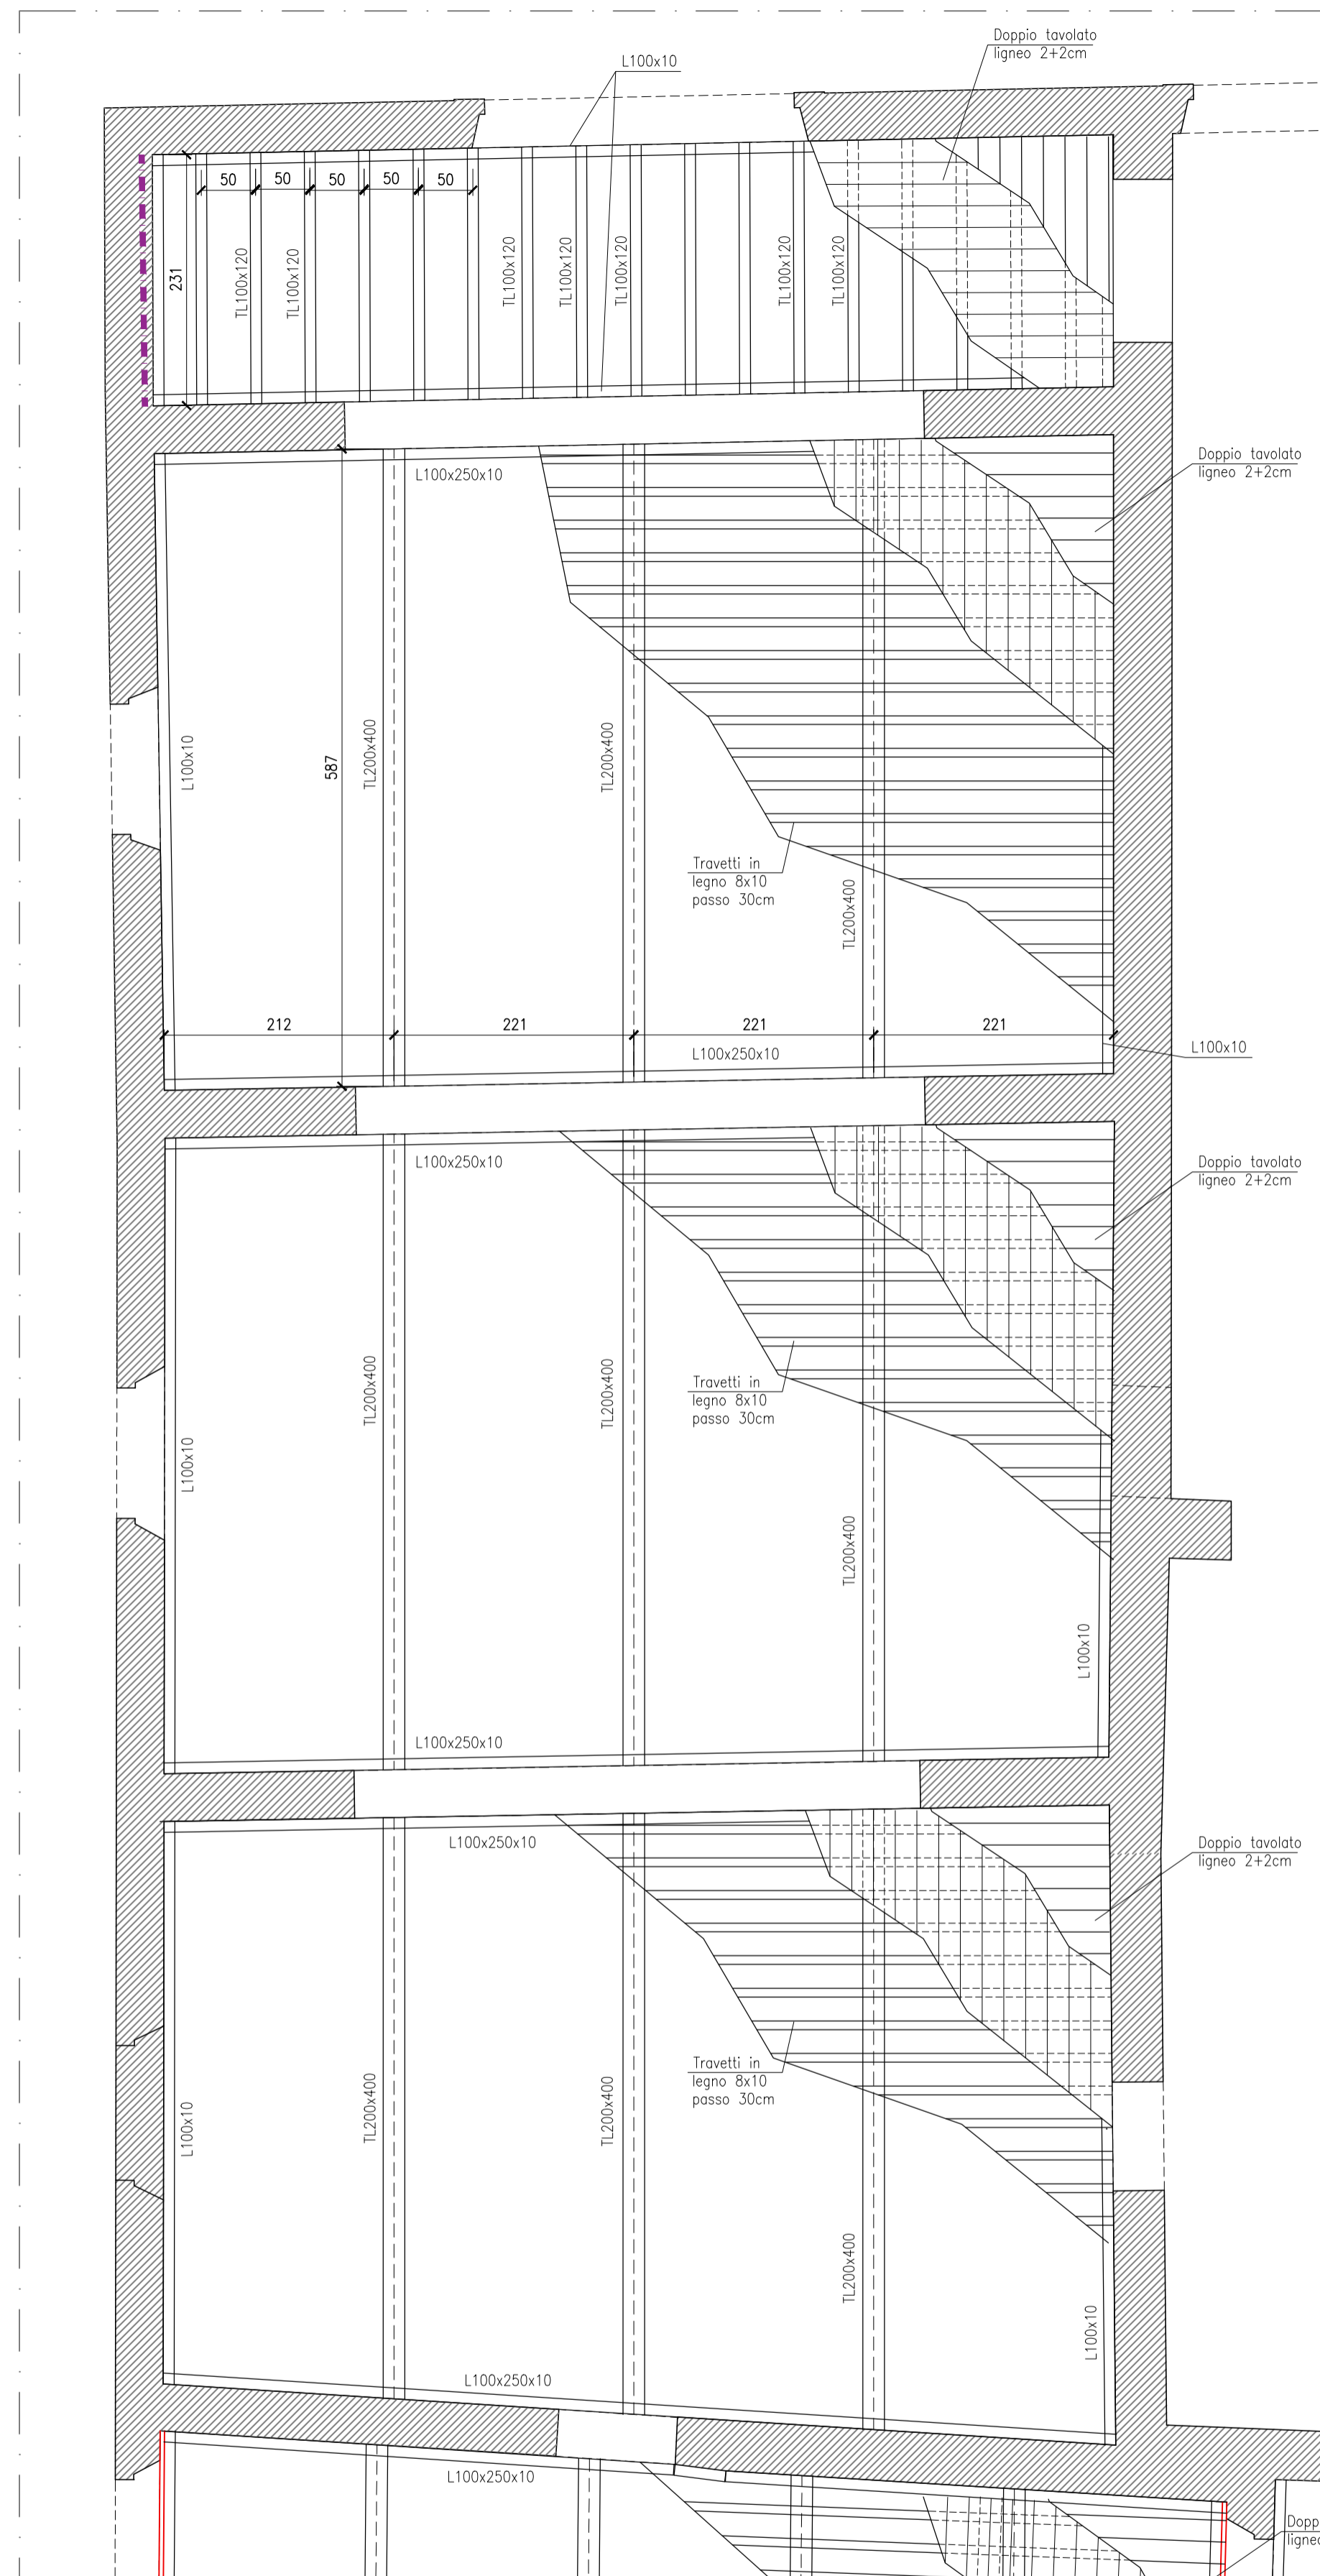 Doppio tavolato
ligneo 2+2cm
L100x10
50
50
50
50
50
231
TL100x120
TL100x120
TL100x120
TL100x120
TL100x120
TL100x120
TL100x120
L100x250x10
Doppio tavolato
ligneo 2+2cm
L100x10
587
TL200x400
TL200x400
Travetti in
legno 8x10
passo 30cm
TL200x400
212
221
221
221
L100x250x10
L100x10
L100x250x10
Doppio tavolato
ligneo 2+2cm
TL200x400
TL200x400
Travetti in
legno 8x10
passo 30cm
L100x10
TL200x400
L100x10
L100x250x10
L100x250x10
Doppio tavolato
ligneo 2+2cm
Travetti in
legno 8x10
passo 30cm
L100x10
TL200x400
TL200x400
TL200x400
L100x10
L100x250x10
L100x250x10
Dopp
ligne